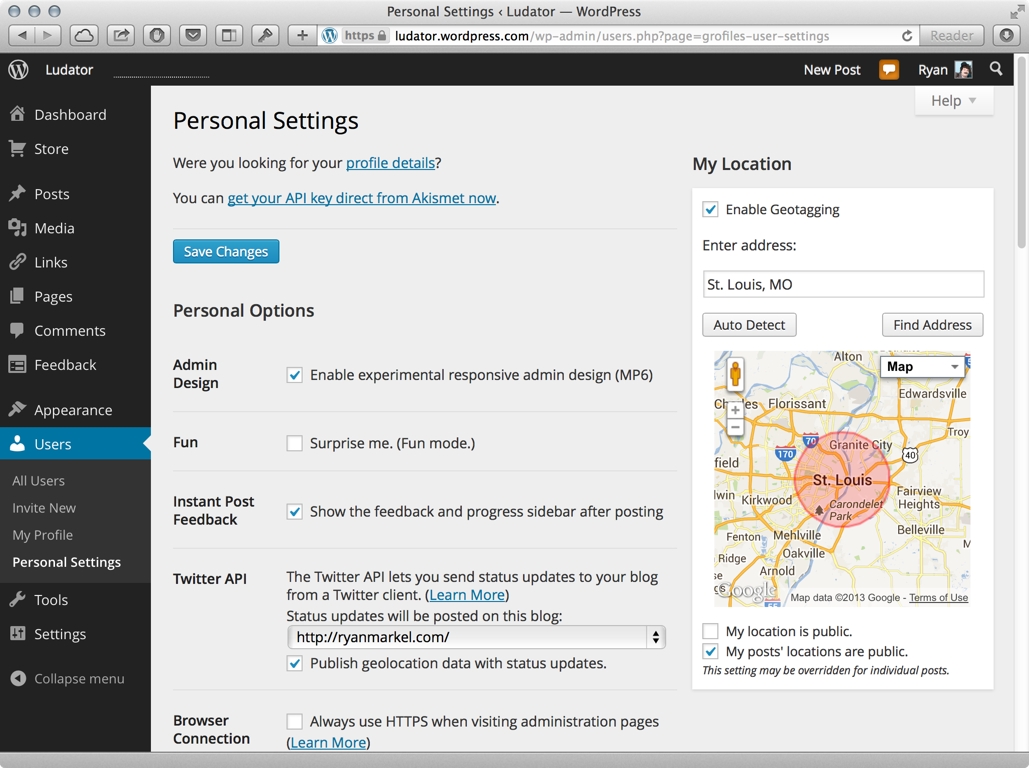 Personal Settings ‹ Ludator — WordPress
https ludator.wordpress.com/wp-admin/users.php?page=grofiles-user-settings
Reader
Ludator
New Post
Ryan
Help
Dashboard
Store
Posts
Media
Links
Pages
Comments
Feedback
Appearance
Users
All Users
Invite New
My Profile
Personal Settings
Tools
Settings
Collapse menu
Personal Settings
Were you looking for your profile details?
You can get your API key direct from Akismet now.
Save Changes
Personal Options
Admin
Design
Enable experimental responsive admin design (MP6)
Fun
Surprise me. (Fun mode.)
Instant Post
Feedback
Show the feedback and progress sidebar after posting
Twitter API
The Twitter API lets you send status updates to your blog
from a Twitter client. (Learn More)
Status updates will be posted on this blog:
http://ryanmarkel.com/
Publish geolocation data with status updates.
Browser
Connection
Always use HTTPS when visiting administration pages
(Learn More)
My Location
Enable Geotagging
Enter address:
St. Louis, MO
Auto Detect
Find Address
Alton
Map
Edwardsville
Florissant
Troy
70
Granite City
170
40
field
St. Louis
Kirkwood
Carondelet
Park
Fairview
Heights
Belleville
Fenton
Mehlville
Oakville
Ridge
Arnold
Google
Map data ©2013 Google - Terms of Use
My location is public.
My posts' locations are public.
This setting may be overridden for individual posts.